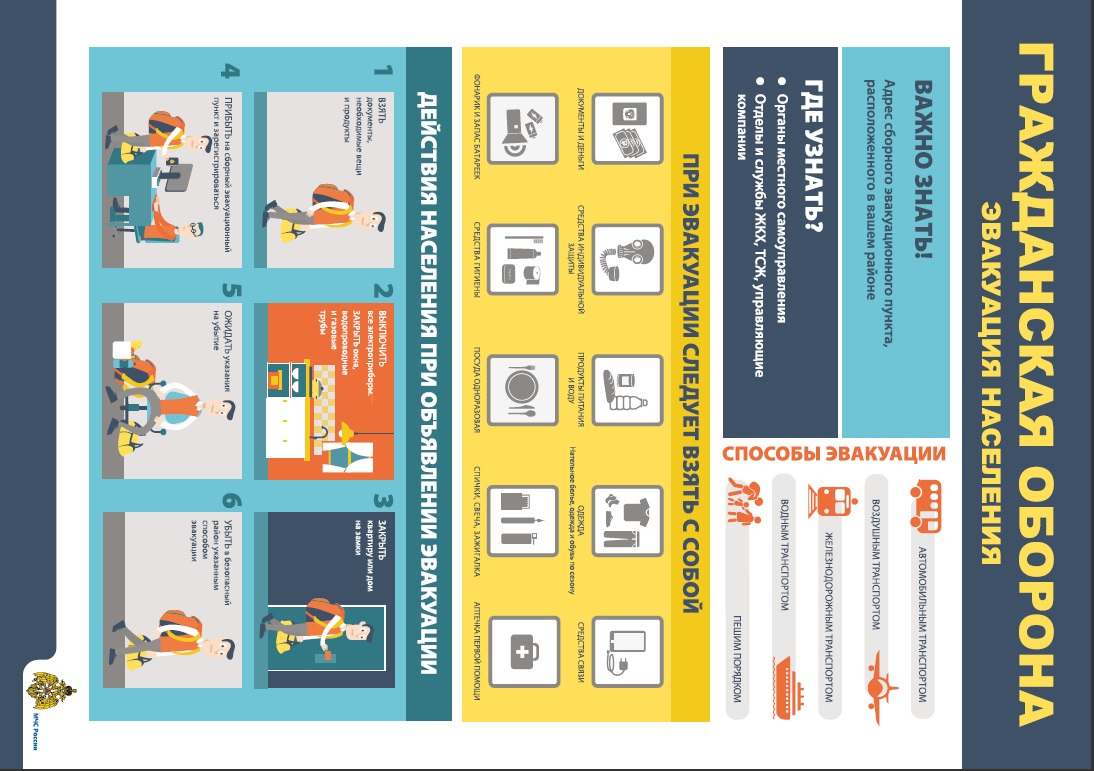 ГРАЖДАНСКАЯ ОБОРОНА
ЭВАКУАЦИЯ НАСЕЛЕНИЯ
ВАЖНО ЗНАТЬ!
Адрес сборного эвакуационного пункта,
расположенного в вашем районе
ГДЕ УЗНАТЬ?
• Органы местного самоуправления
• Отделы и службы ЖКХ, ТСЖ, управляющие
компании
СПОСОБЫ ЭВАКУАЦИИ
АВТОМОБИЛЬНЫМ ТРАНСПОРТОМ
ВОЗДУШНЫМ ТРАНСПОРТОМ
ЖЕЛЕЗНОДОРОЖНЫМ ТРАНСПОРТОМ
ВОДНЫМ ТРАНСПОРТОМ
ПЕШИМ ПОРЯДКОМ
ПРИ ЭВАКУАЦИИ СЛЕДУЕТ ВЗЯТЬ С СОБОЙ
ДОКУМЕНТЫ И ДЕНЬГИ
СРЕДСТВА ИНДИВИДУАЛЬНОЙ
ЗАЩИТЫ
ПРОДУКТЫ ПИТАНИЯ
И ВОДУ
ОДЕЖДА
Нательное белье, одежда и обувь по сезону
СРЕДСТВА СВЯЗИ
ФОНАРИК И ЗАПАС БАТАРЕЕК
СРЕДСТВА ГИГИЕНЫ
ПОСУДА ОДНОРАЗОВАЯ
СПИЧКИ, СВЕЧА, ЗАЖИГАЛКА
АПТЕЧКА ПЕРВОЙ ПОМОЩИ
ДЕЙСТВИЯ НАСЕЛЕНИЯ ПРИ ОБЪЯВЛЕНИИ ЭВАКУАЦИИ
1
ВЗЯТЬ
документы,
необходимые вещи
и продукты
2
ВЫКЛЮЧИТЬ
все электроприборы.
ЗАКРЫТЬ окна,
водопроводные
и газовые
трубы
3
ЗАКРЫТЬ
квартиру или дом
на замки
4
ПРИБЫТЬ на сборный эвакуационный
пункт и зарегистрироваться
5
ОЖИДАТЬ указания
на убытие
6
УБЫТЬ в безопасный
район указанным
способом
эвакуации
МЧС России